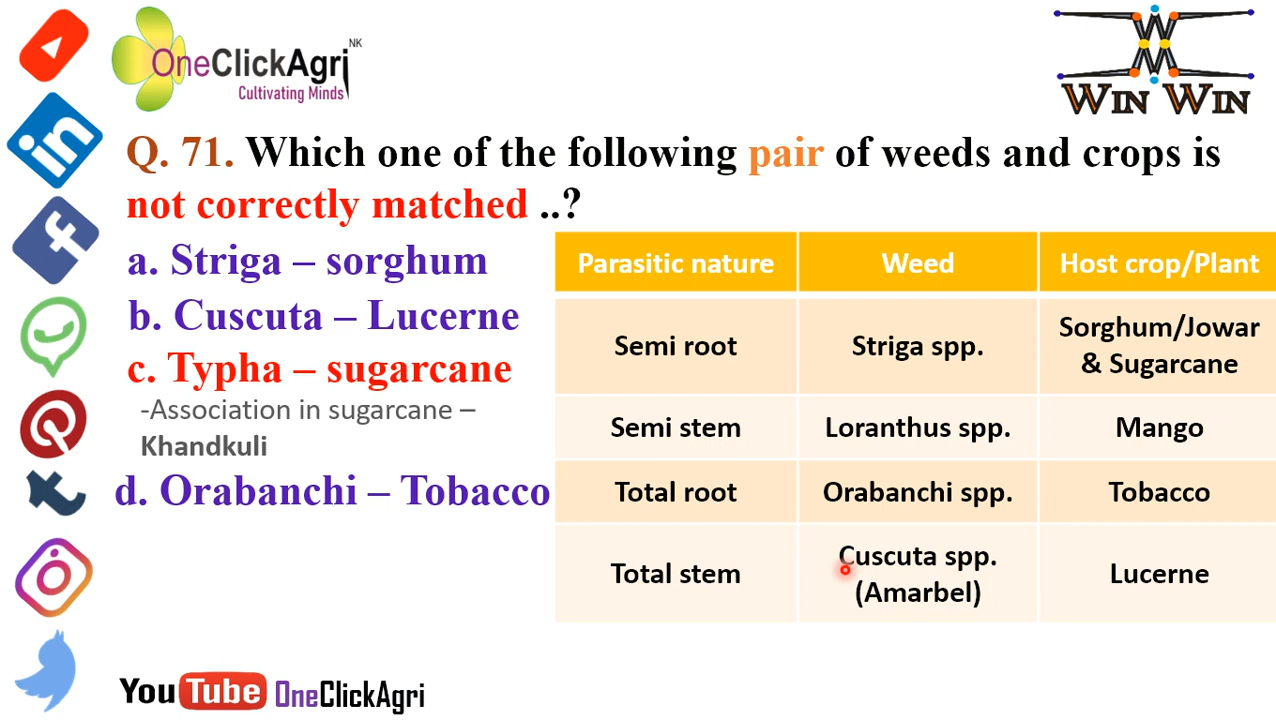 OneClickAgri NK
Cultivating Minds
WIN WIN
Q. 71. Which one of the following pair of weeds and crops is
not correctly matched ..?
a. Striga – sorghum
b. Cuscuta – Lucerne
c. Typha – sugarcane
-Association in sugarcane –
Khandkuli
d. Orabanchi – Tobacco
Parasitic nature Weed Host crop/Plant
Semi root Striga spp. Sorghum/Jowar
& Sugarcane
Semi stem Loranthus spp. Mango
Total root Orabanchi spp. Tobacco
Total stem Cuscuta spp.
(Amarbel) Lucerne
YouTube OneClickAgri